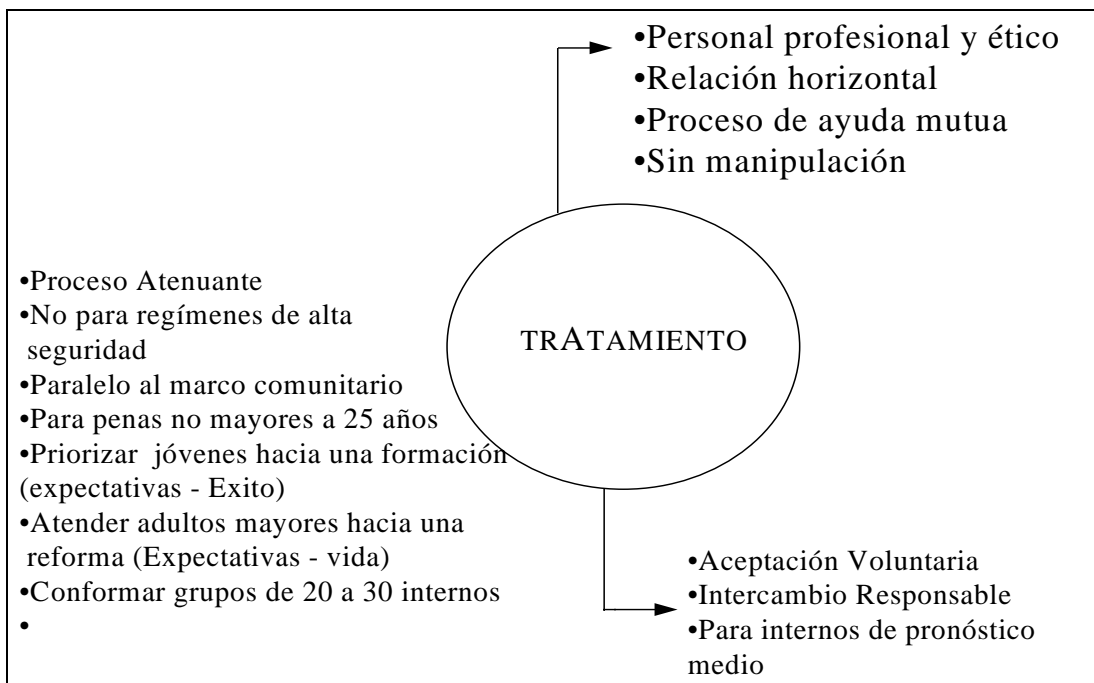 •Personal profesional y ético
•Relación horizontal
•Proceso de ayuda mutua
•Sin manipulación
•Proceso Atenuante
•No para regímenes de alta
seguridad
•Paralelo al marco comunitario
•Para penas no mayores a 25 años
•Priorizar jóvenes hacia una formación
(expectativas - Exito)
•Atender adultos mayores hacia una
reforma (Expectativas - vida)
•Conformar grupos de 20 a 30 internos
•
TRATAMIENTO
•Aceptación Voluntaria
•Intercambio Responsable
•Para internos de pronóstico
medio